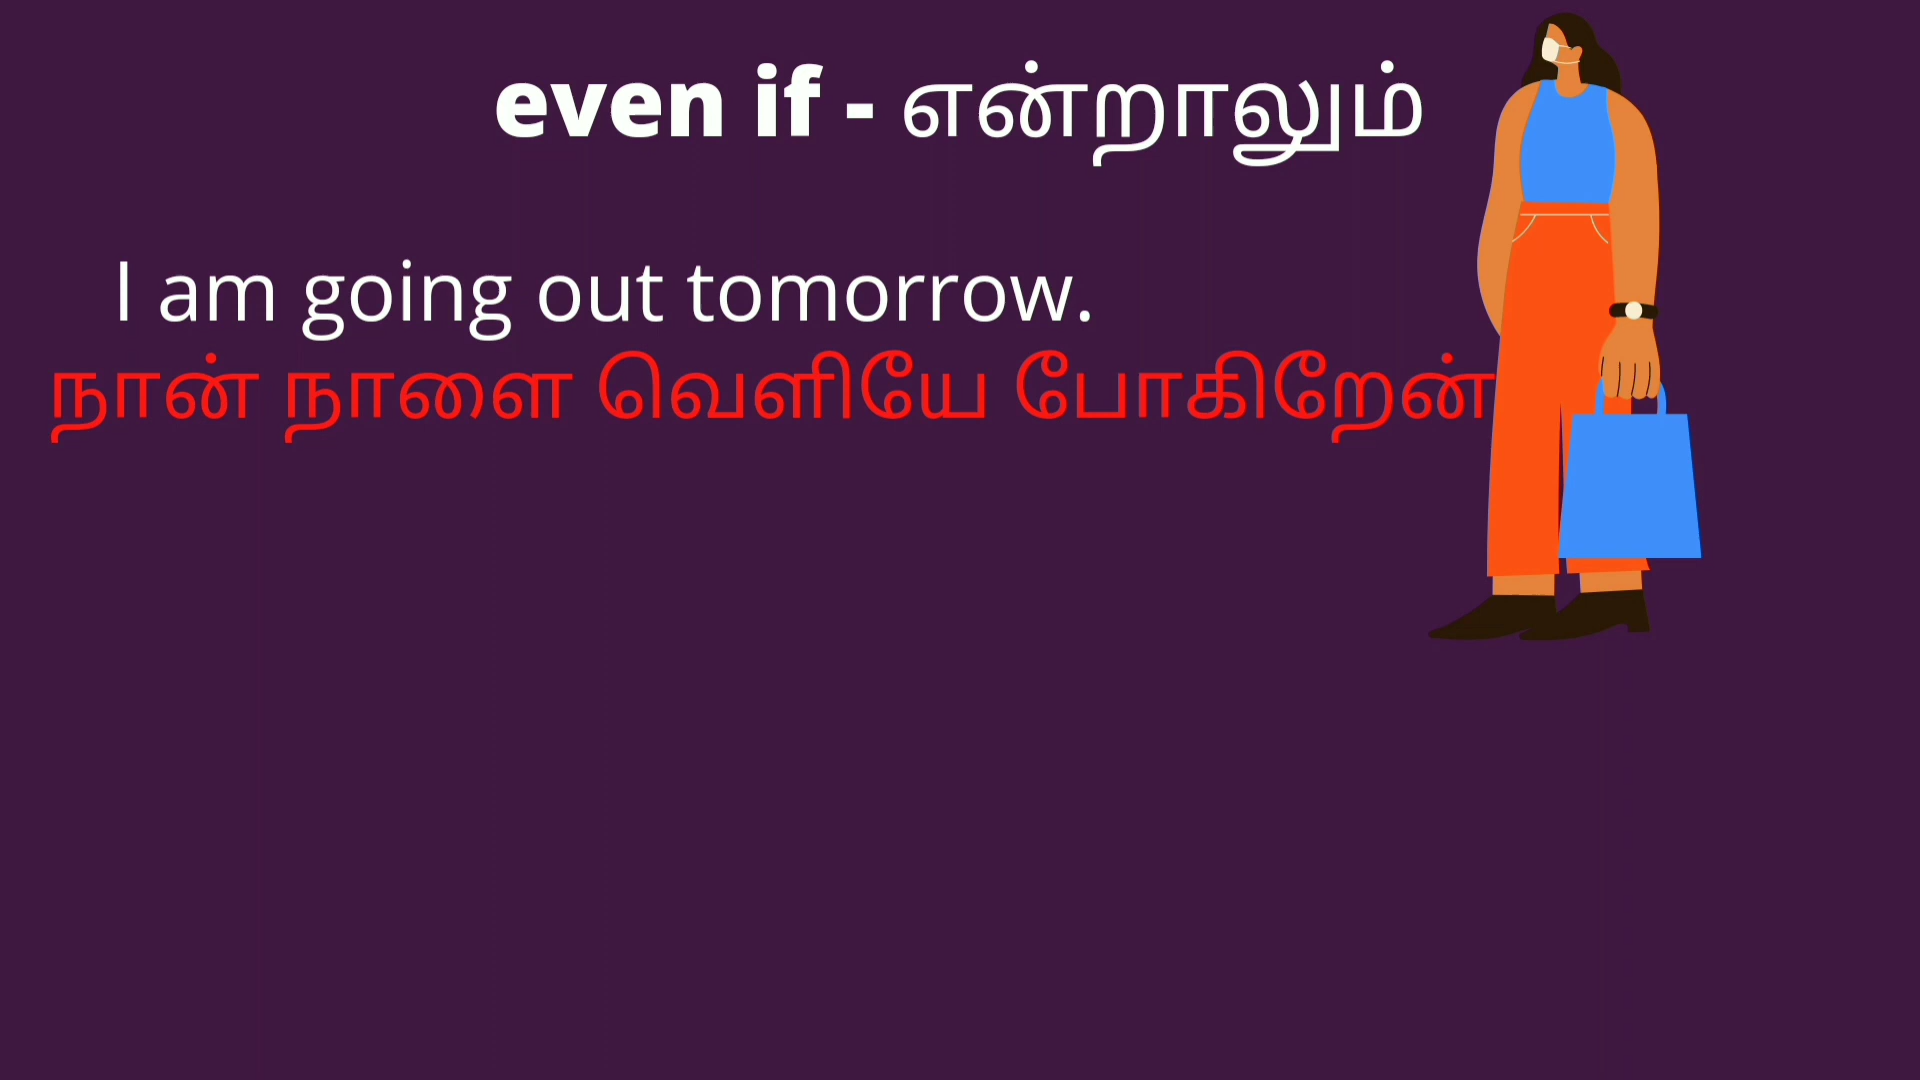 even if - என்றாலும்
I am going out tomorrow.
நான் நாளை வெளியே போகிறேன்